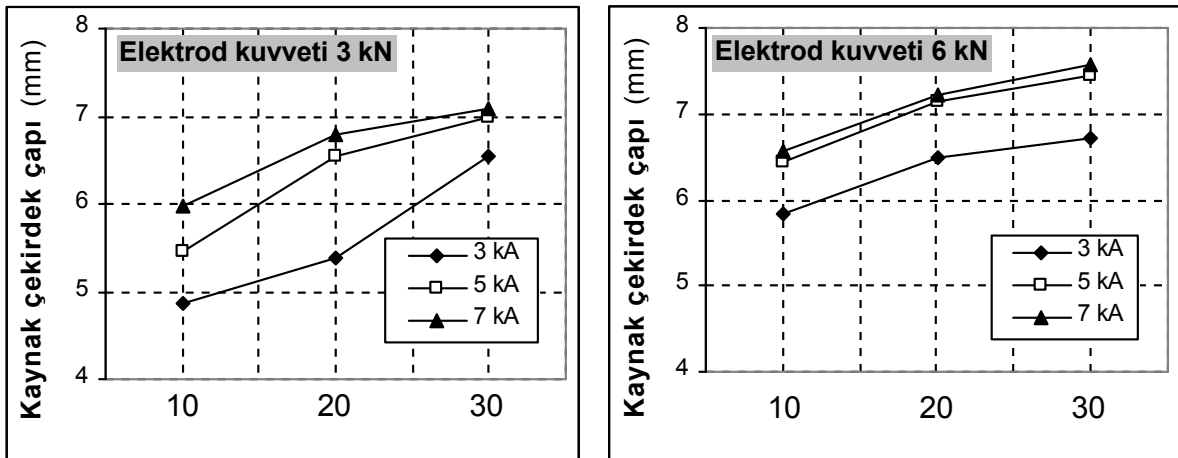 Elektrod kuvveti 3 kN
Kaynak çekirdek çapı (mm)
8
7
6
5
4
10 20 30
3 kA
5 kA
7 kA
Elektrod kuvveti 6 kN
Kaynak çekirdek çapı (mm)
8
7
6
5
4
10 20 30
3 kA
5 kA
7 kA